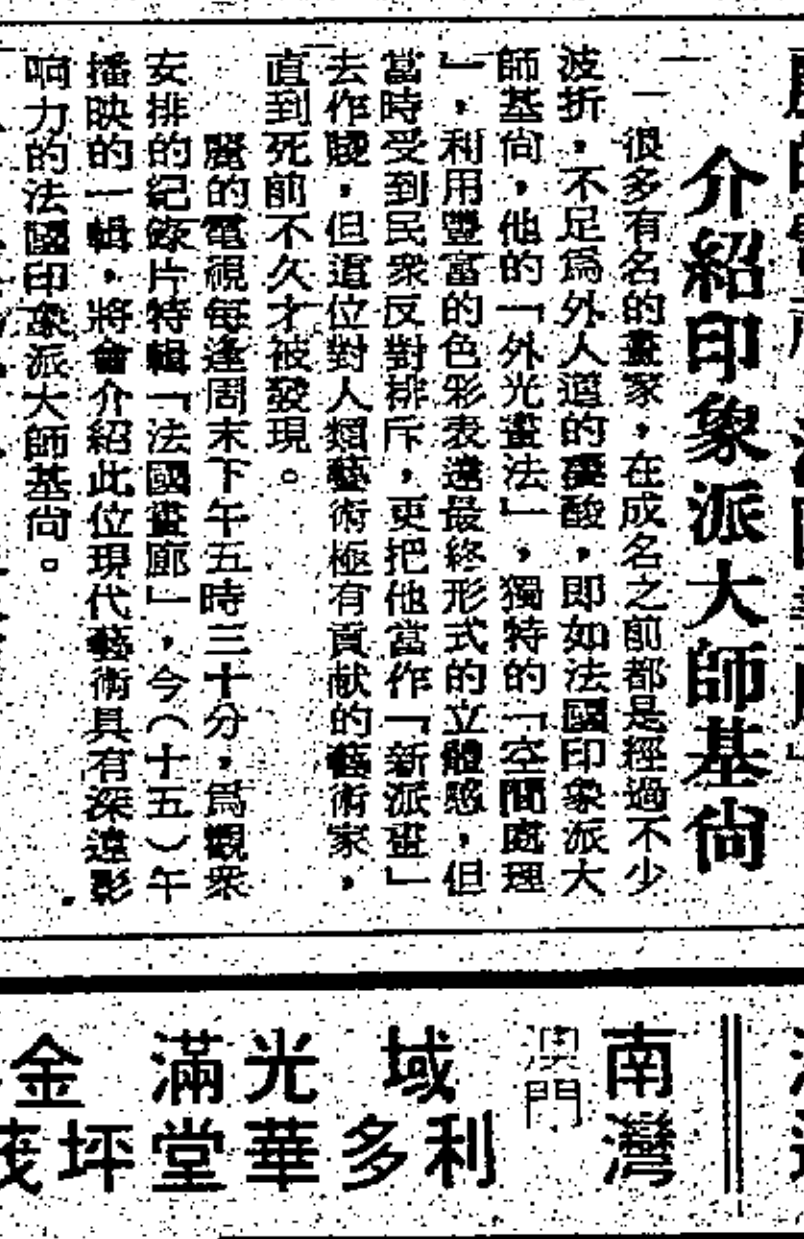 介紹印象派大師基尚
很多有名的畫家，在成名之前都是經過不少
波折，不足爲外人道的辛酸，即如法國印象派大
師基尚，他的「外光畫法」，獨特的「空間處理
」，利用豐富的色彩表達最終形式的立體感，但
當時受到民衆反對排斥，更把他當作「新派畫」
去作賤，但這位對人類藝術極有貢献的藝術家，
直到死前不久才被發現。
麗的電視每逢周末下午五時三十分，爲觀衆
安排的紀錄片特輯「法國畫廊」，今（十五）午
播映的一輯，將會介紹此位現代藝術具有深遠影
响力的法國印象派大師基尚。
南灣
澳門
域多利
光華
滿堂
金坪